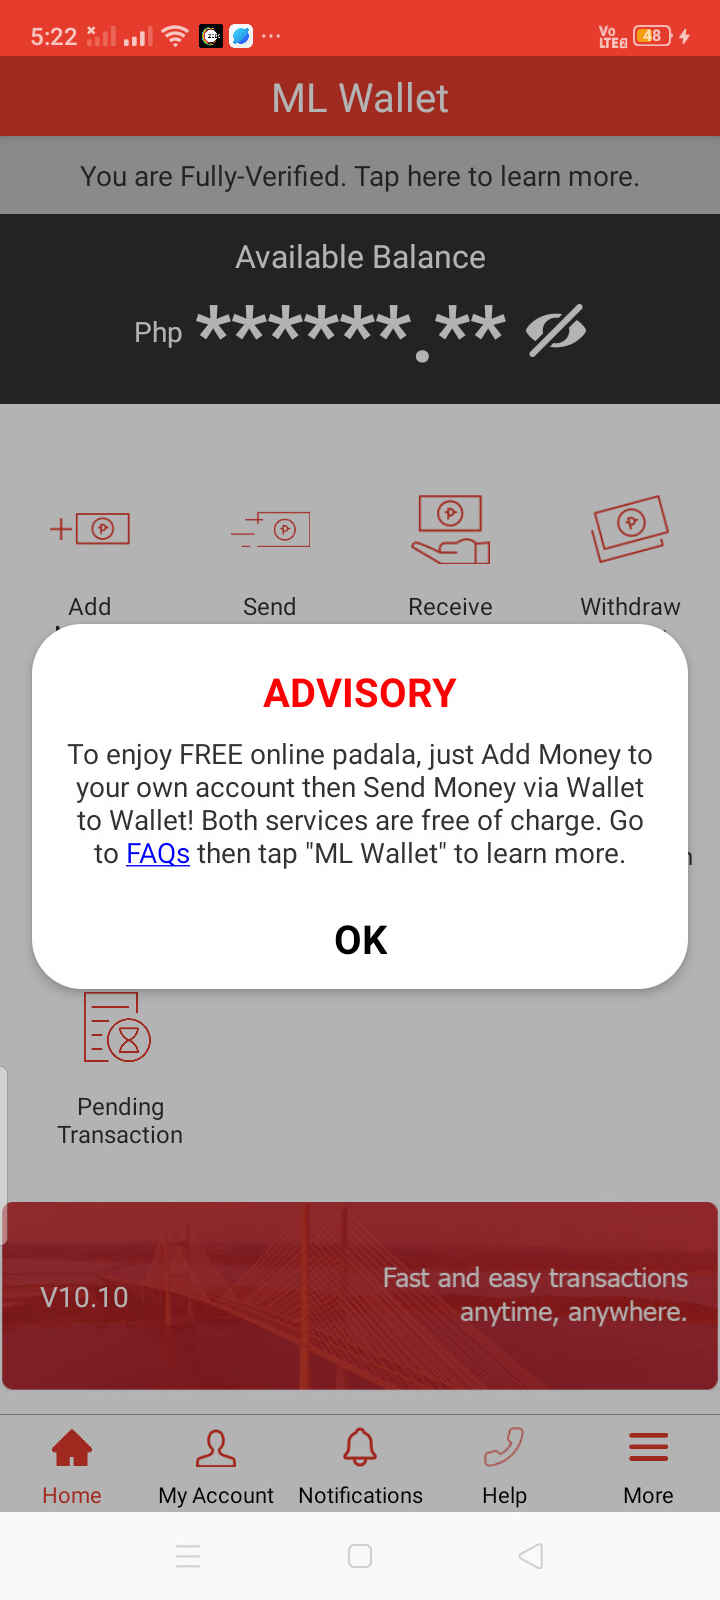 5:22
Vo
LTE2
48
ML Wallet
You are Fully-Verified. Tap here to learn more.
Available Balance
Php ******.**
Add
Send
Receive
Withdraw
ADVISORY
To enjoy FREE online padala, just Add Money to
your own account then Send Money via Wallet
to Wallet! Both services are free of charge. Go
to FAQs then tap "ML Wallet" to learn more.
OK
Pending
Transaction
V10.10
Fast and easy transactions
anytime, anywhere.
Home
My Account
Notifications
Help
More